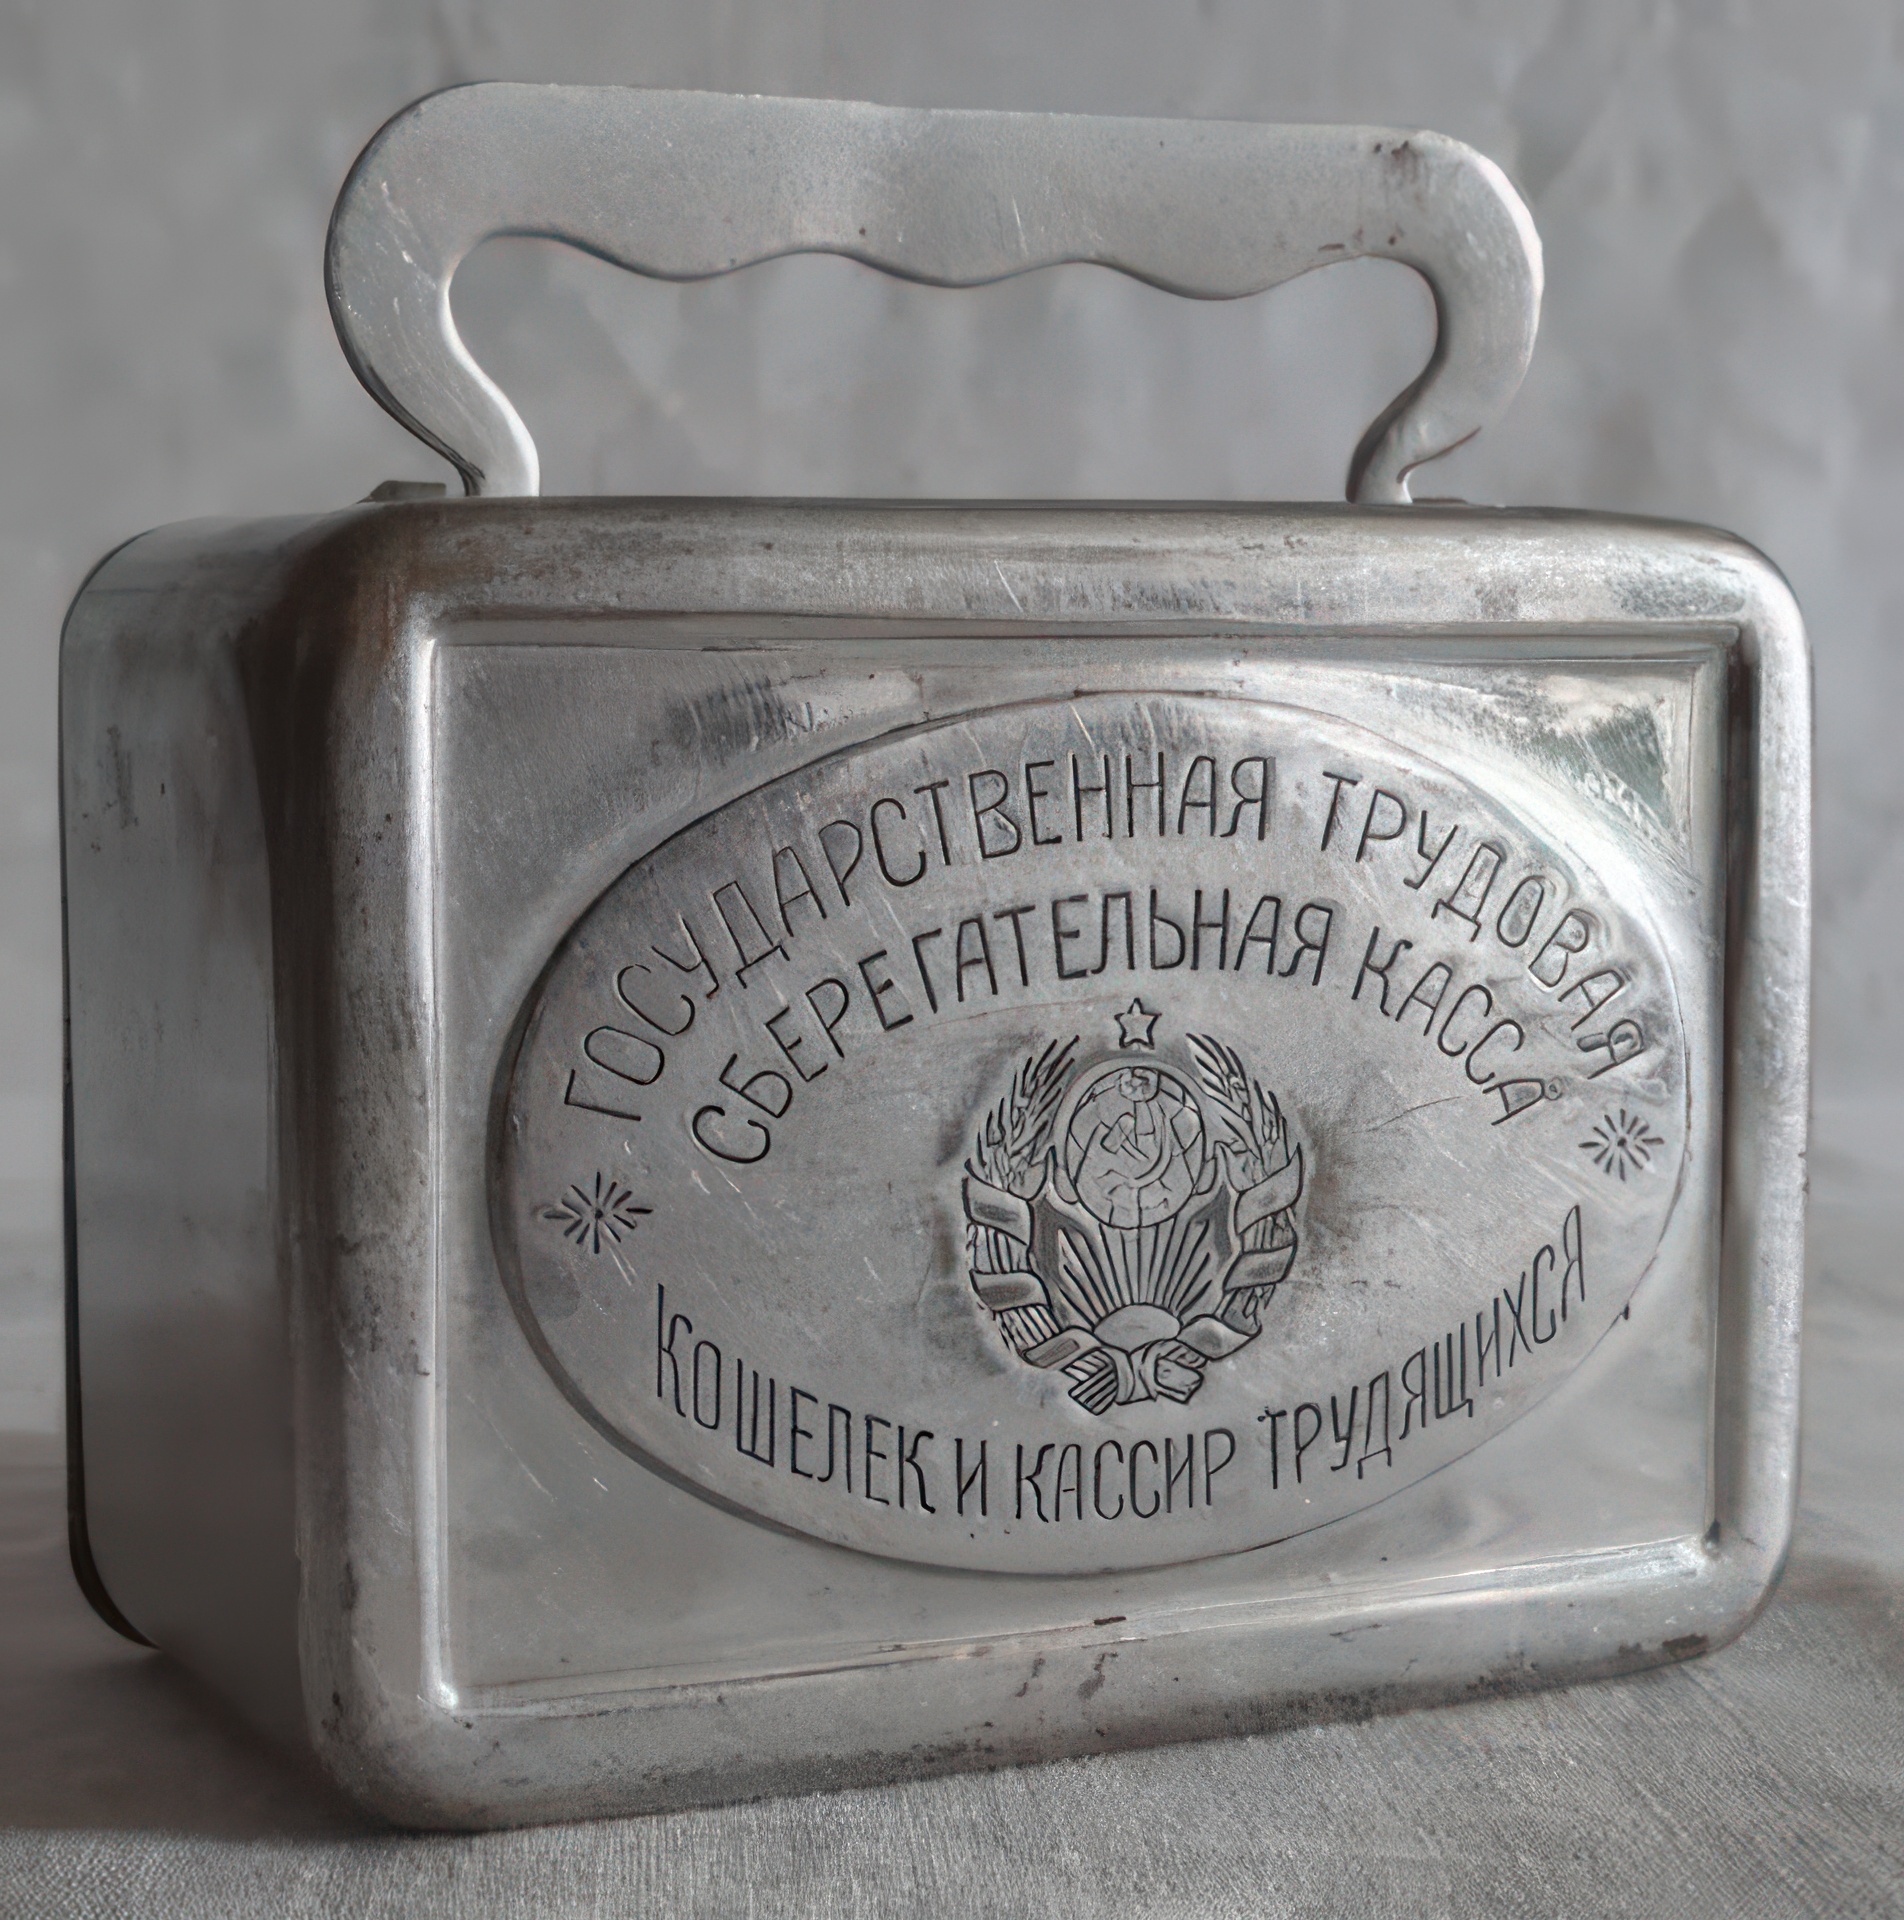 ГОСУДАРСТВЕННАЯ ТРУДОВАЯ
СБЕРЕГАТЕЛЬНАЯ КАССА
КОШЕЛЕК И КАССИР ТРУДЯЩИХСЯ